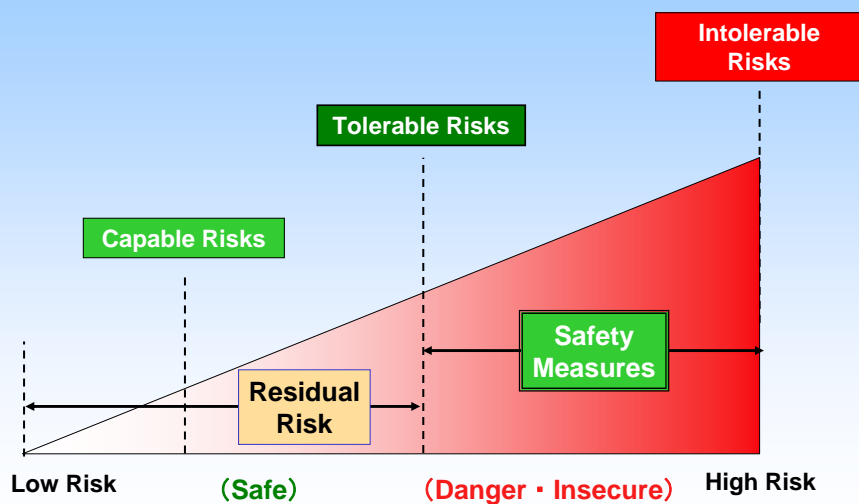 Intolerable
Risks
Tolerable Risks
Capable Risks
Safety
Measures
Residual
Risk
Low Risk
（Safe）
（Danger・Insecure）
High Risk